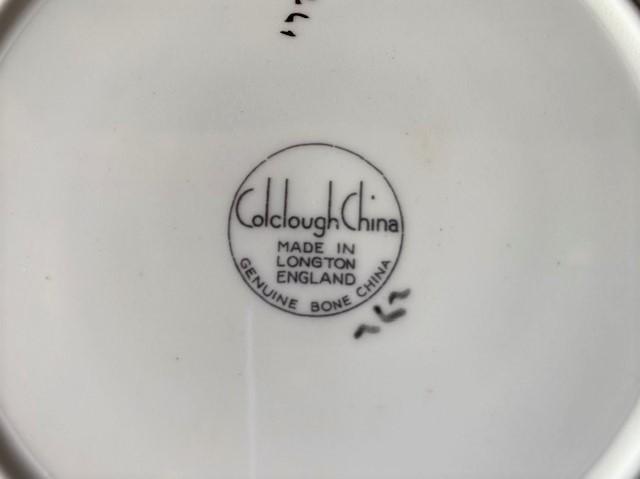 Colclough China
MADE IN
LONGTON
ENGLAND
GENUINE BONE CHINA